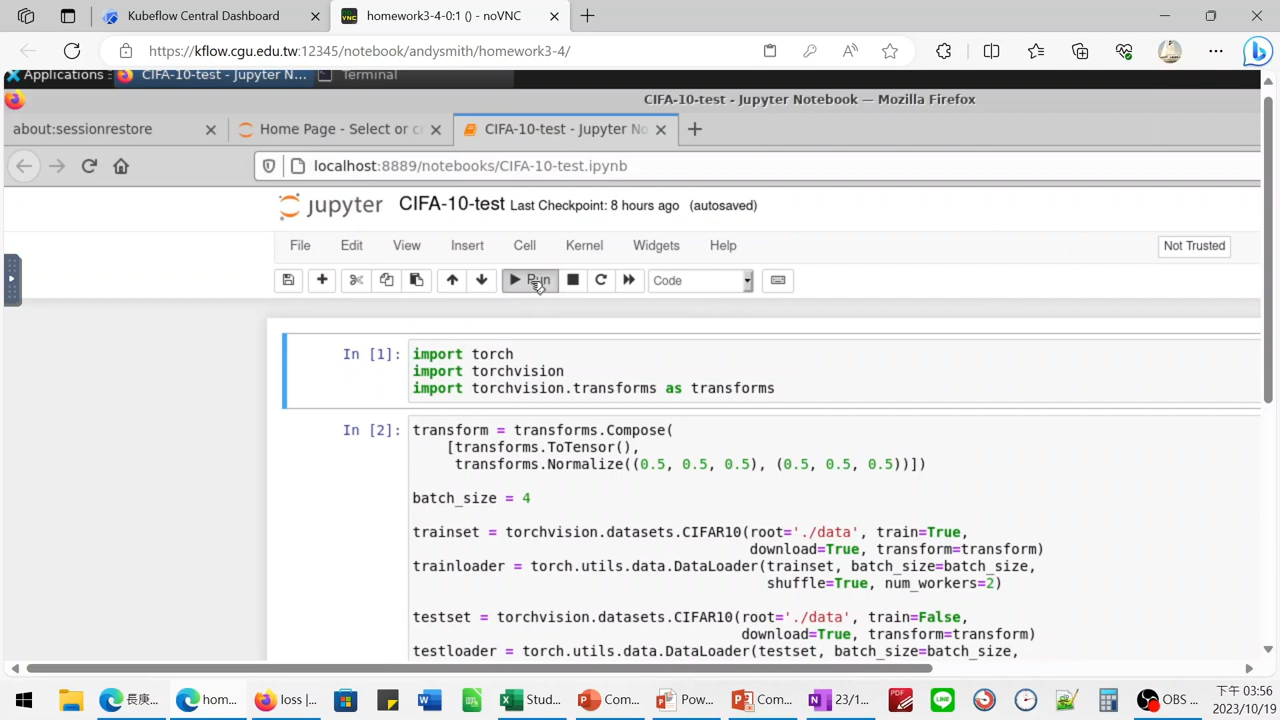 Kubeflow Central Dashboard
homework3-4-0:1 () - noVNC
https://kflow.cgu.edu.tw:12345/notebook/andysmith/homework3-4/
Applications
CIFA-10-test - Jupyter N...
Terminal
CIFA-10-test - Jupyter Notebook — Mozilla Firefox
about:sessionrestore
Home Page - Select or cr
CIFA-10-test - Jupyter No
localhost:8889/notebooks/CIFA-10-test.ipynb
jupyter CIFA-10-test Last Checkpoint: 8 hours ago (autosaved)
File Edit View Insert Cell Kernel Widgets Help Not Trusted
Run Code
In [1]: import torch
import torchvision
import torchvision.transforms as transforms
In [2]: transform = transforms.Compose(
[transforms.ToTensor(),
transforms.Normalize((0.5, 0.5, 0.5), (0.5, 0.5, 0.5))])
batch_size = 4
trainset = torchvision.datasets.CIFAR10(root='./data', train=True,
download=True, transform=transform)
trainloader = torch.utils.data.DataLoader(trainset, batch_size=batch_size,
shuffle=True, num_workers=2)
testset = torchvision.datasets.CIFAR10(root='./data', train=False,
download=True, transform=transform)
testloader = torch.utils.data.DataLoader(testset, batch_size=batch_size,
長庚...
hom...
loss |...
Stud...
Com...
Pow...
Com...
23/1...
OBS ...
下午 03:56
2023/10/19